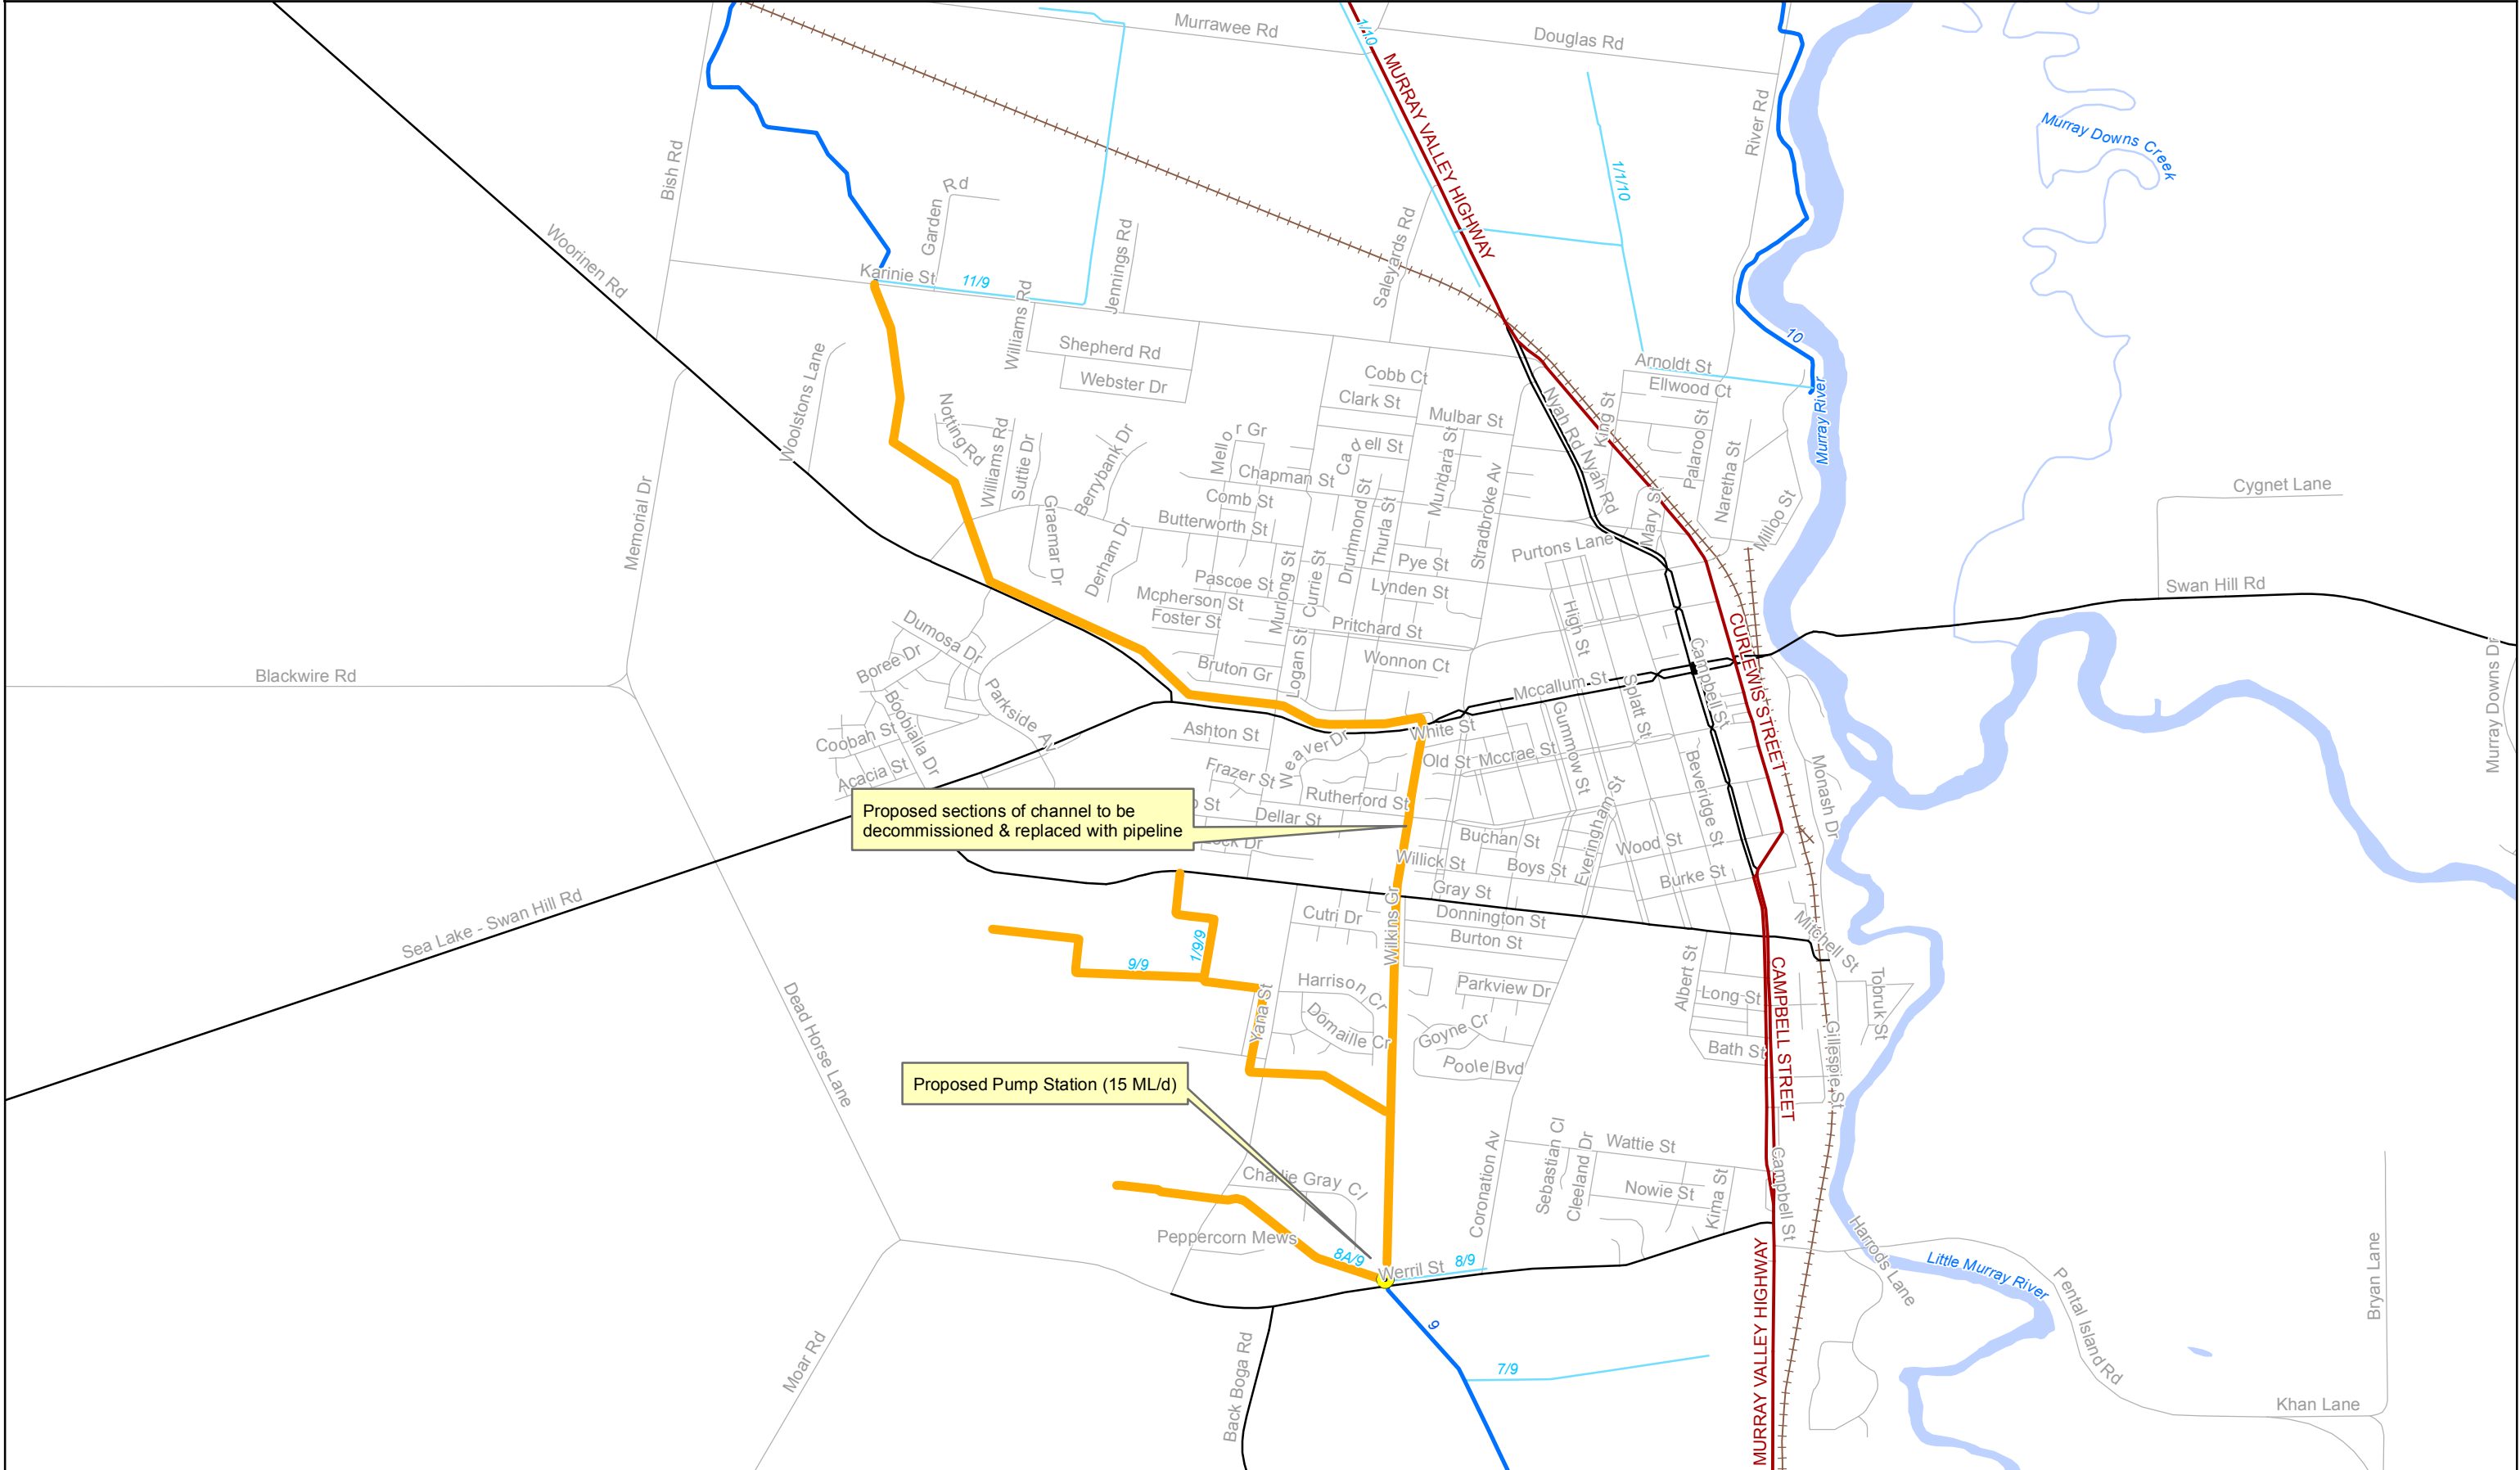 Murrawee Rd
1/10
Douglas Rd
MURRAY VALLEY HIGHWAY
River Rd
Murray Downs Creek
Bish Rd
1/1/10
Garden Rd
Woorinen Rd
Saleyards Rd
Jennings Rd
Karinie St
11/9
Williams Rd
10
Shepherd Rd
Webster Dr
Woolstons Lane
Arnoldt St
Ellwood Ct
Cobb Ct
Clark St
Mulbar St
Nyah Rd
Nyah Rd
King St
Murray River
Notting Rd
Williams Rd
Suttie Dr
Berrybank Dr
Mellor Gr
Cadell St
Mundara St
Palaroo St
Naretha St
Chapman St
Cygnet Lane
Comb St
Drummond St
Thurla St
Stradbroke Av
Mary St
Milloo St
Memorial Dr
Graemar Dr
Derham Dr
Butterworth St
Purtons Lane
Murlong St
Currie St
Pye St
Pascoe St
Lynden St
Swan Hill Rd
Mcpherson St
Foster St
Pritchard St
High St
Dumosa Dr
Boree Dr
Logan St
Wonnon Ct
Campbell St
CURLEWIS STREET
Blackwire Rd
Bruton Gr
Mccallum St
Splatt St
Murray Downs Dr
Parkside Av
Boobialla Dr
Coobah St
Ashton St
Weaver Dr
White St
Gummow St
Old St
Mccrae St
Acacia St
Frazer St
Beveridge St
Monash Dr
Rutherford St
Everingham St
Proposed sections of channel to be
decommissioned & replaced with pipeline
Dellar St
Buchan St
Wood St
Willick St
Boys St
Burke St
Gray St
Sea Lake - Swan Hill Rd
Cutri Dr
Wilkins Gr
Donnington St
Burton St
Mitchell St
1/9/9
9/9
Harrison Cr
Parkview Dr
Albert St
Long St
CAMPBELL STREET
Tobruk St
Dead Horse Lane
Yana St
Domaille Cr
Goyne Cr
Bath St
Gillespie St
Poole Bvd
Proposed Pump Station (15 ML/d)
Coronation Av
Sebastian Cl
Cleeland Dr
Wattie St
Charlie Gray Cl
Nowie St
Kima St
Campbell St
Peppercorn Mews
8A/9
Werril St
8/9
Harrods Lane
Little Murray River
Pental Island Rd
Bryan Lane
MURRAY VALLEY HIGHWAY
9
Moar Rd
Back Boga Rd
7/9
Khan Lane